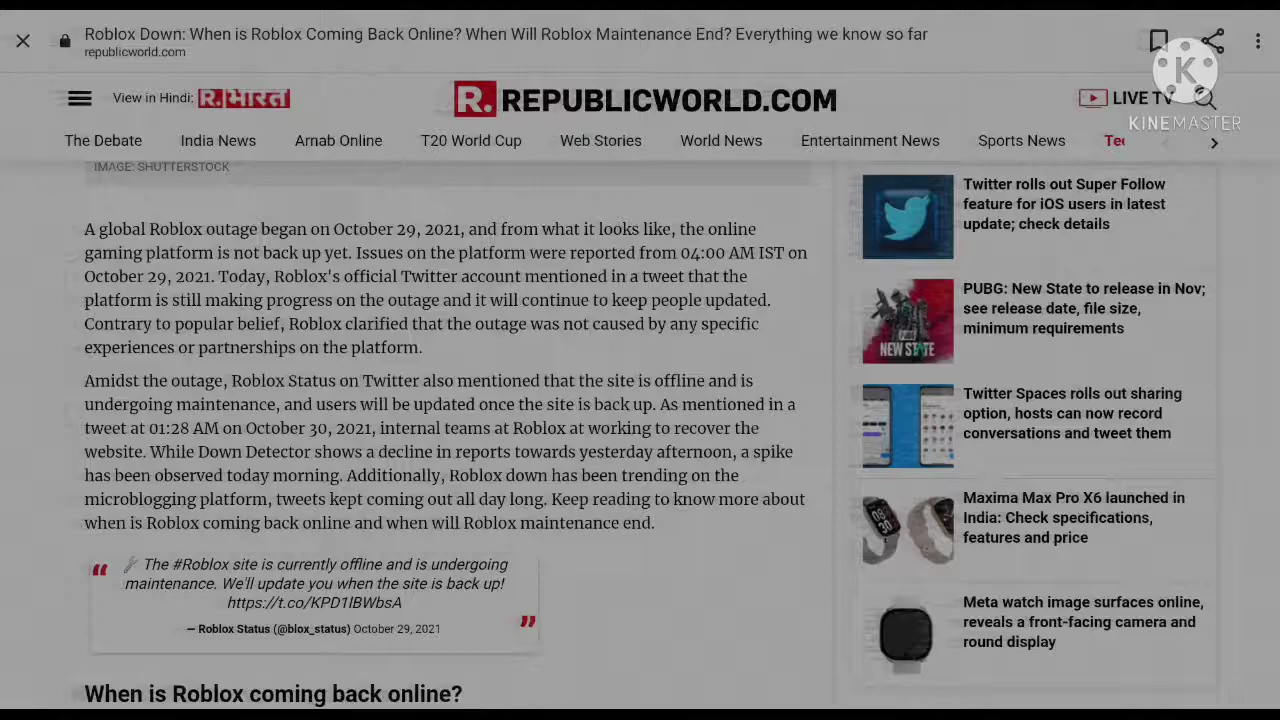 Roblox Down: When is Roblox Coming Back Online? When Will Roblox Maintenance End? Everything we know so far
republicworld.com
View in Hindi: R.भारत
R. REPUBLICWORLD.COM
LIVE TV
KINEMASTER
The Debate India News Arnab Online T20 World Cup Web Stories World News Entertainment News Sports News Tec
IMAGE: SHUTTERSTOCK
A global Roblox outage began on October 29, 2021, and from what it looks like, the online
gaming platform is not back up yet. Issues on the platform were reported from 04:00 AM IST on
October 29, 2021. Today, Roblox's official Twitter account mentioned in a tweet that the
platform is still making progress on the outage and it will continue to keep people updated.
Contrary to popular belief, Roblox clarified that the outage was not caused by any specific
experiences or partnerships on the platform.
Amidst the outage, Roblox Status on Twitter also mentioned that the site is offline and is
undergoing maintenance, and users will be updated once the site is back up. As mentioned in a
tweet at 01:28 AM on October 30, 2021, internal teams at Roblox at working to recover the
website. While Down Detector shows a decline in reports towards yesterday afternoon, a spike
has been observed today morning. Additionally, Roblox down has been trending on the
microblogging platform, tweets kept coming out all day long. Keep reading to know more about
when is Roblox coming back online and when will Roblox maintenance end.
The #Roblox site is currently offline and is undergoing
maintenance. We'll update you when the site is back up!
https://t.co/KPD1lBWbsA
— Roblox Status (@blox_status) October 29, 2021
When is Roblox coming back online?
Twitter rolls out Super Follow
feature for iOS users in latest
update; check details
PUBG: New State to release in Nov;
see release date, file size,
minimum requirements
PUBG
NEW STATE
Twitter Spaces rolls out sharing
option, hosts can now record
conversations and tweet them
Maxima Max Pro X6 launched in
India: Check specifications,
features and price
Meta watch image surfaces online,
reveals a front-facing camera and
round display